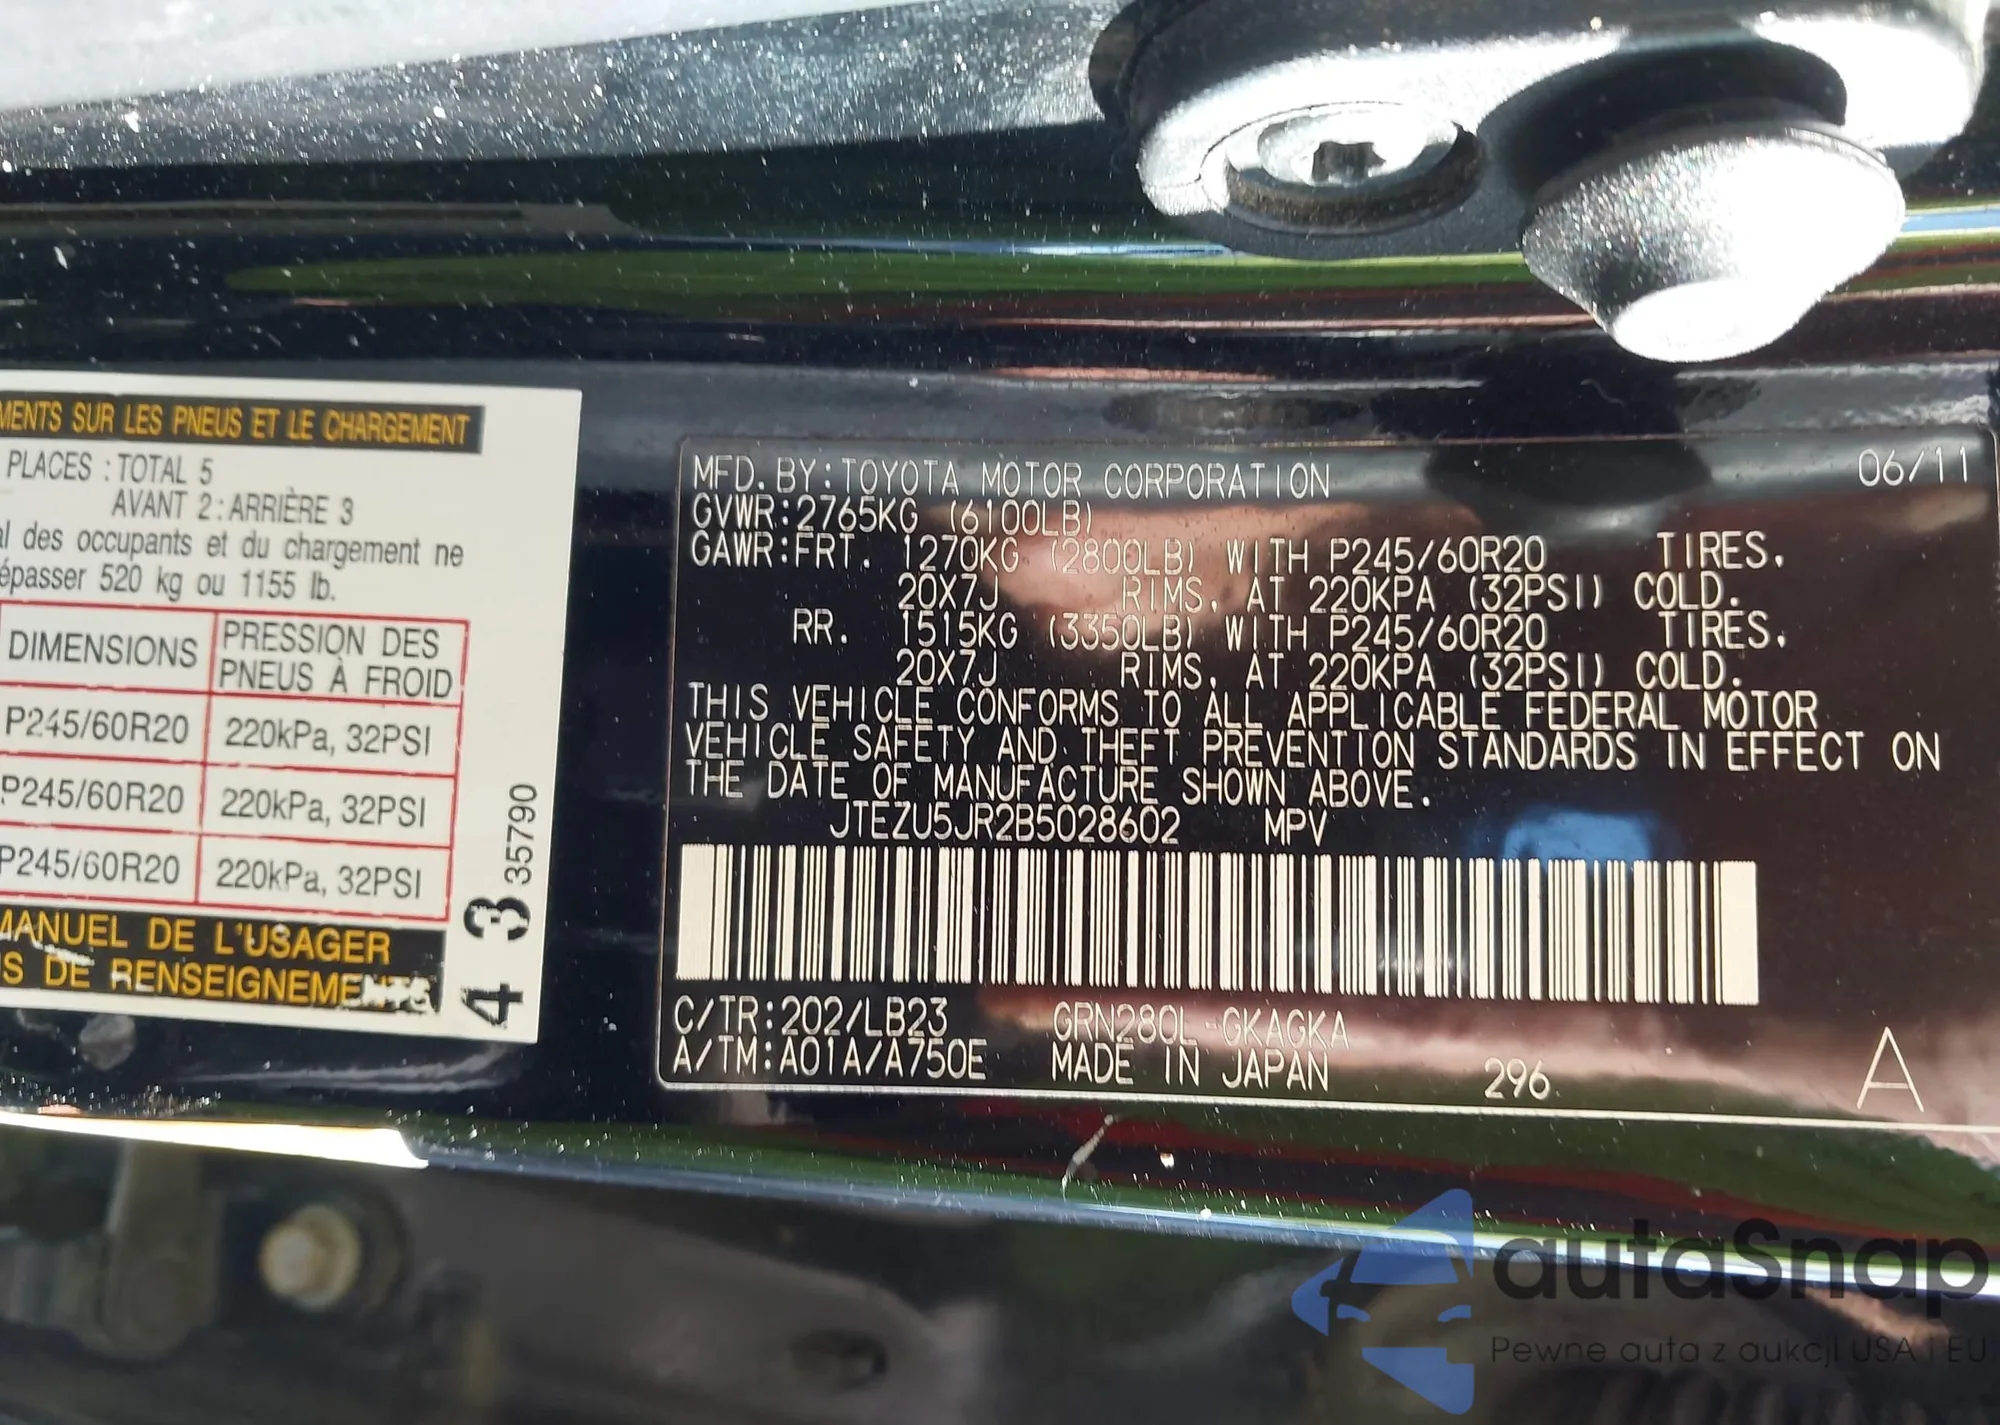 MENTS SUR LES PNEUS ET LE CHARGEMENT
PLACES : TOTAL 5
AVANT 2 : ARRIÈRE 3
al des occupants et du chargement ne
épasser 520 kg ou 1155 lb.
DIMENSIONS PRESSION DES
PNEUS À FROID
P245/60R20 220kPa, 32PSI
P245/60R20 220kPa, 32PSI
P245/60R20 220kPa, 32PSI
MANUEL DE L'USAGER
S DE RENSEIGNEMENTS
43 35790
MFD. BY: TOYOTA MOTOR CORPORATION 06/11
GVWR: 2765KG (6100LB)
GAWR: FRT. 1270KG (2800LB) WITH P245/60R20 TIRES,
20X7J RIMS, AT 220KPA (32PSI) COLD.
RR. 1515KG (3350LB) WITH P245/60R20 TIRES,
20X7J RIMS, AT 220KPA (32PSI) COLD.
THIS VEHICLE CONFORMS TO ALL APPLICABLE FEDERAL MOTOR
VEHICLE SAFETY AND THEFT PREVENTION STANDARDS IN EFFECT ON
THE DATE OF MANUFACTURE SHOWN ABOVE.
JTEZU5JR2B5028602 MPV
C/TR: 202/LB23 GRN280L-GKAGKA
A/TM: A01A/A750E MADE IN JAPAN 296 A
autaSnap
Pewne auta z aukcji USA i EU